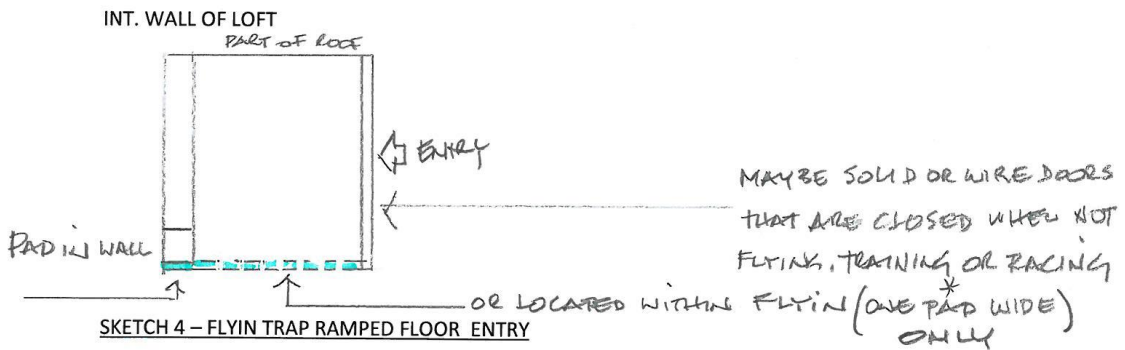 INT. WALL OF LOFT
PART OF ROOF
ENTRY
MAYBE SOLID OR WIRE DOORS
THAT ARE CLOSED WHEN NOT
FLYING, TRAINING OR RACING
PAD IN WALL
OR LOCATED WITHIN FLYIN (ONE PAD WIDE)
*
ONLY
SKETCH 4 – FLYIN TRAP RAMPED FLOOR ENTRY